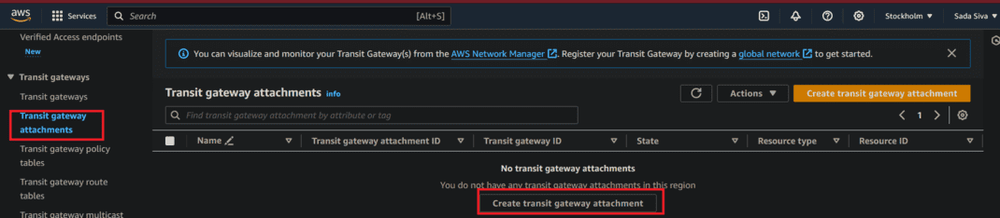 aws
Services
Search
[Alt+S]
Stockholm
Sada Siva
Verified Access endpoints
New
Transit gateways
Transit gateways
Transit gateway
attachments
Transit gateway policy
tables
Transit gateway route
tables
Transit gateway multicast
You can visualize and monitor your Transit Gateway(s) from the AWS Network Manager. Register your Transit Gateway by creating a global network to get started.
Transit gateway attachments Info
Actions
Create transit gateway attachment
Find transit gateway attachment by attribute or tag
1
Name
Transit gateway attachment ID
Transit gateway ID
State
Resource type
Resource ID
No transit gateway attachments
You do not have any transit gateway attachments in this region
Create transit gateway attachment